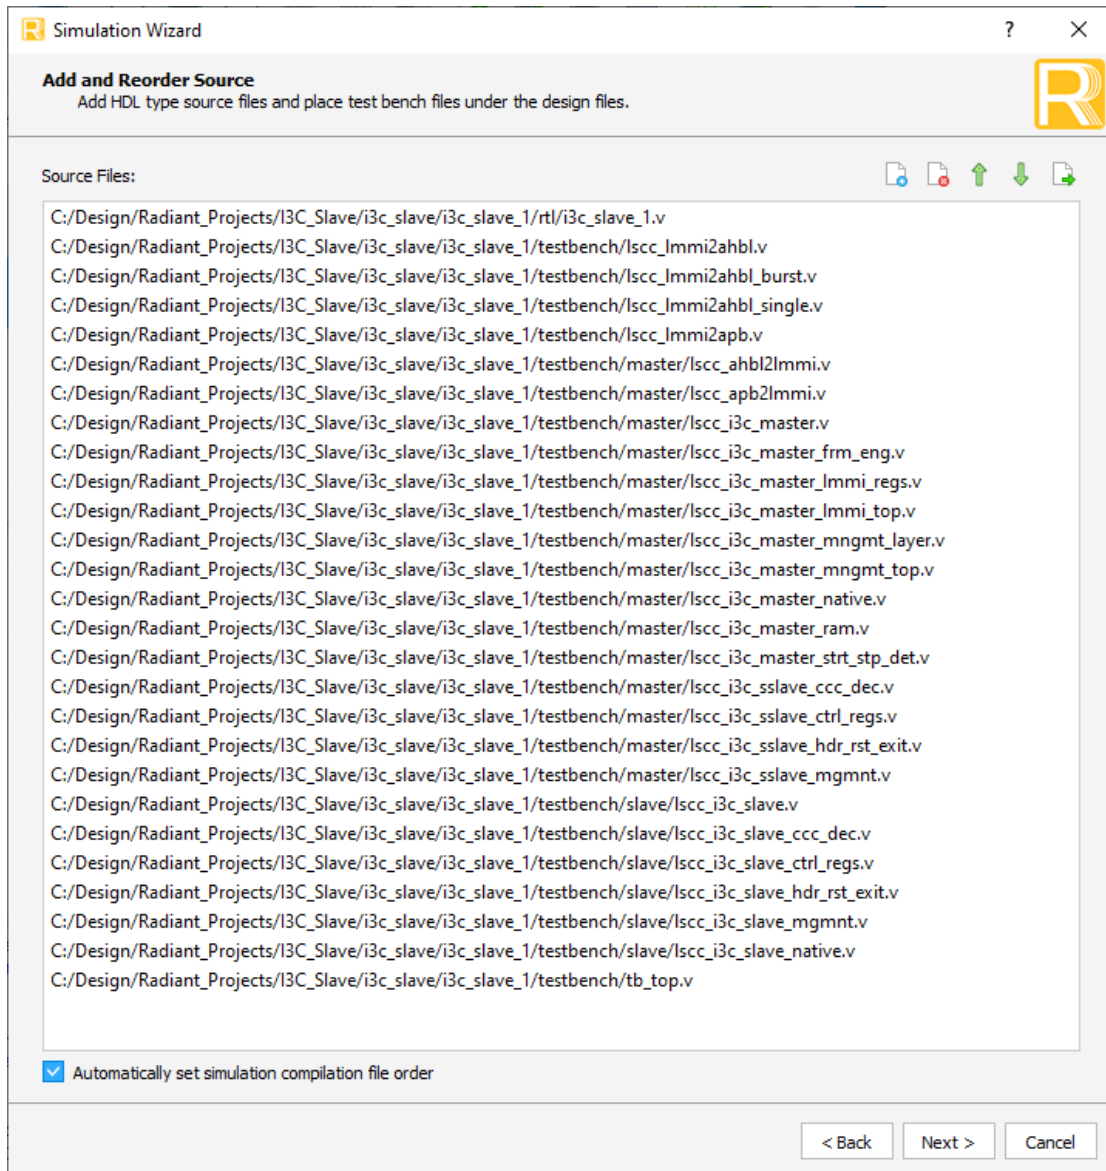 Simulation Wizard
?
Add and Reorder Source
Add HDL type source files and place test bench files under the design files.
R
Source Files:
C:/Design/Radiant_Projects/I3C_Slave/i3c_slave/i3c_slave_1/rtl/i3c_slave_1.v
C:/Design/Radiant_Projects/I3C_Slave/i3c_slave/i3c_slave_1/testbench/lscc_lmmi2ahbl.v
C:/Design/Radiant_Projects/I3C_Slave/i3c_slave/i3c_slave_1/testbench/lscc_lmmi2ahbl_burst.v
C:/Design/Radiant_Projects/I3C_Slave/i3c_slave/i3c_slave_1/testbench/lscc_lmmi2ahbl_single.v
C:/Design/Radiant_Projects/I3C_Slave/i3c_slave/i3c_slave_1/testbench/lscc_lmmi2apb.v
C:/Design/Radiant_Projects/I3C_Slave/i3c_slave/i3c_slave_1/testbench/master/lscc_ahbl2lmmi.v
C:/Design/Radiant_Projects/I3C_Slave/i3c_slave/i3c_slave_1/testbench/master/lscc_apb2lmmi.v
C:/Design/Radiant_Projects/I3C_Slave/i3c_slave/i3c_slave_1/testbench/master/lscc_i3c_master.v
C:/Design/Radiant_Projects/I3C_Slave/i3c_slave/i3c_slave_1/testbench/master/lscc_i3c_master_frm_eng.v
C:/Design/Radiant_Projects/I3C_Slave/i3c_slave/i3c_slave_1/testbench/master/lscc_i3c_master_lmmi_regs.v
C:/Design/Radiant_Projects/I3C_Slave/i3c_slave/i3c_slave_1/testbench/master/lscc_i3c_master_lmmi_top.v
C:/Design/Radiant_Projects/I3C_Slave/i3c_slave/i3c_slave_1/testbench/master/lscc_i3c_master_mngmt_layer.v
C:/Design/Radiant_Projects/I3C_Slave/i3c_slave/i3c_slave_1/testbench/master/lscc_i3c_master_mngmt_top.v
C:/Design/Radiant_Projects/I3C_Slave/i3c_slave/i3c_slave_1/testbench/master/lscc_i3c_master_native.v
C:/Design/Radiant_Projects/I3C_Slave/i3c_slave/i3c_slave_1/testbench/master/lscc_i3c_master_ram.v
C:/Design/Radiant_Projects/I3C_Slave/i3c_slave/i3c_slave_1/testbench/master/lscc_i3c_master_strt_stp_det.v
C:/Design/Radiant_Projects/I3C_Slave/i3c_slave/i3c_slave_1/testbench/master/lscc_i3c_sslave_ccc_dec.v
C:/Design/Radiant_Projects/I3C_Slave/i3c_slave/i3c_slave_1/testbench/master/lscc_i3c_sslave_ctrl_regs.v
C:/Design/Radiant_Projects/I3C_Slave/i3c_slave/i3c_slave_1/testbench/master/lscc_i3c_sslave_hdr_rst_exit.v
C:/Design/Radiant_Projects/I3C_Slave/i3c_slave/i3c_slave_1/testbench/master/lscc_i3c_sslave_mgmnt.v
C:/Design/Radiant_Projects/I3C_Slave/i3c_slave/i3c_slave_1/testbench/slave/lscc_i3c_slave.v
C:/Design/Radiant_Projects/I3C_Slave/i3c_slave/i3c_slave_1/testbench/slave/lscc_i3c_slave_ccc_dec.v
C:/Design/Radiant_Projects/I3C_Slave/i3c_slave/i3c_slave_1/testbench/slave/lscc_i3c_slave_ctrl_regs.v
C:/Design/Radiant_Projects/I3C_Slave/i3c_slave/i3c_slave_1/testbench/slave/lscc_i3c_slave_hdr_rst_exit.v
C:/Design/Radiant_Projects/I3C_Slave/i3c_slave/i3c_slave_1/testbench/slave/lscc_i3c_slave_mgmnt.v
C:/Design/Radiant_Projects/I3C_Slave/i3c_slave/i3c_slave_1/testbench/slave/lscc_i3c_slave_native.v
C:/Design/Radiant_Projects/I3C_Slave/i3c_slave/i3c_slave_1/testbench/tb_top.v
Automatically set simulation compilation file order
< Back
Next >
Cancel